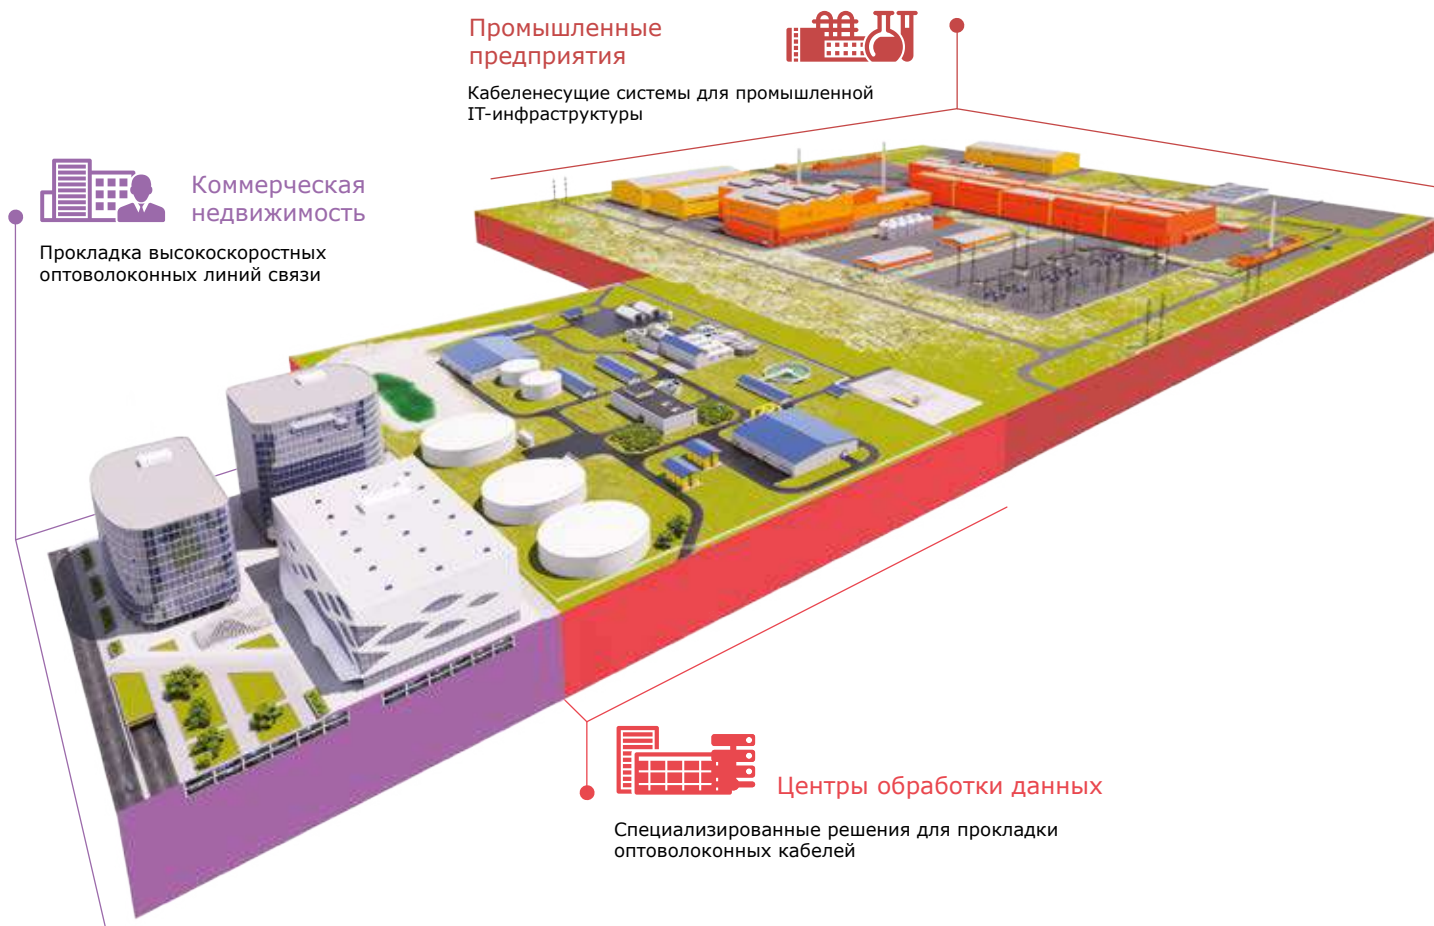 Промышленные
предприятия
Кабеленесущие системы для промышленной
IT-инфраструктуры
Коммерческая
недвижимость
Прокладка высокоскоростных
оптоволоконных линий связи
Центры обработки данных
Специализированные решения для прокладки
оптоволоконных кабелей